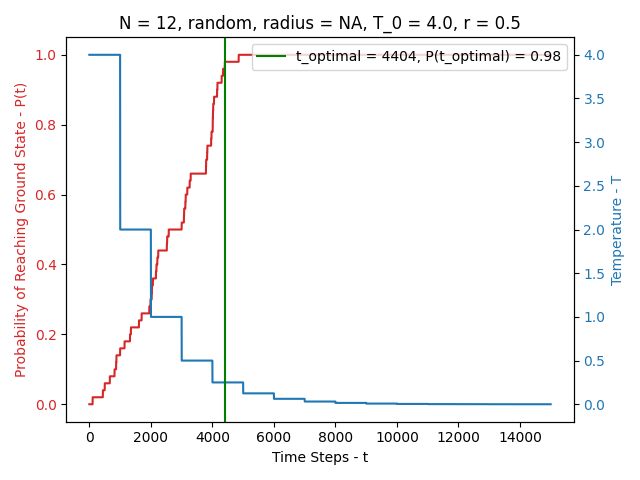 N = 12, random, radius = NA, T_0 = 4.0, r = 0.5
t_optimal = 4404, P(t_optimal) = 0.98
Probability of Reaching Ground State - P(t)
1.0
0.8
0.6
0.4
0.2
0.0
4.0
3.5
3.0
2.5
2.0
1.5
1.0
0.5
0.0
Temperature - T
0 2000 4000 6000 8000 10000 12000 14000
Time Steps - t